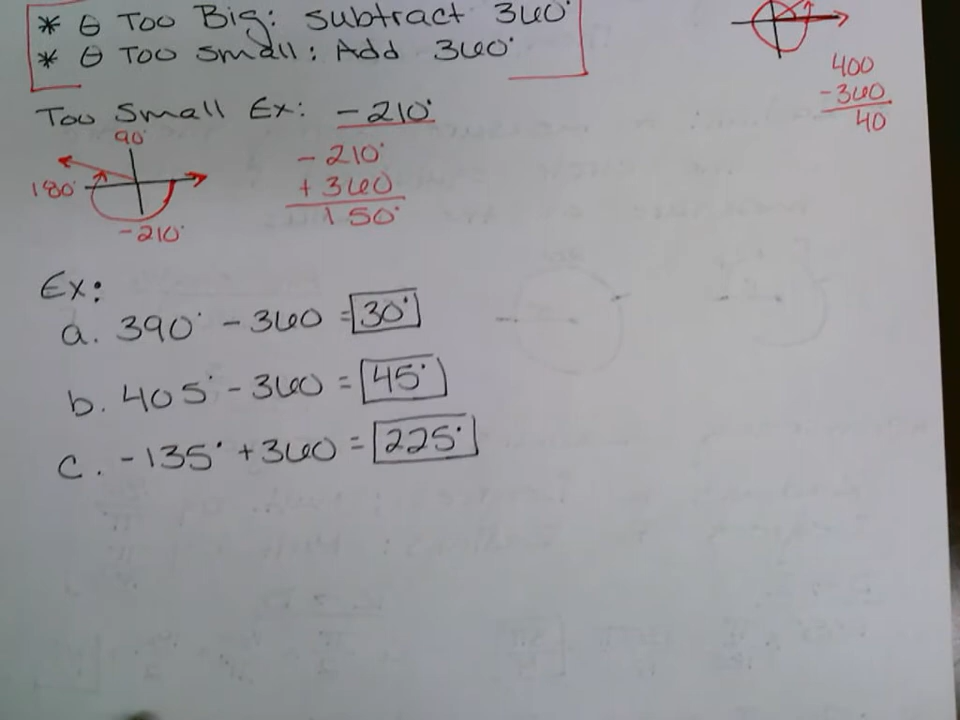 * θ Too Big: subtract 360°
* θ Too small: Add 360°
400
-360
40
Too Small Ex: -210°
90°
180°
-210°
-210°
+ 360
150°
Ex:
a. 390° - 360 = 30°
b. 405° - 360 = 45°
c. -135° + 360 = 225°